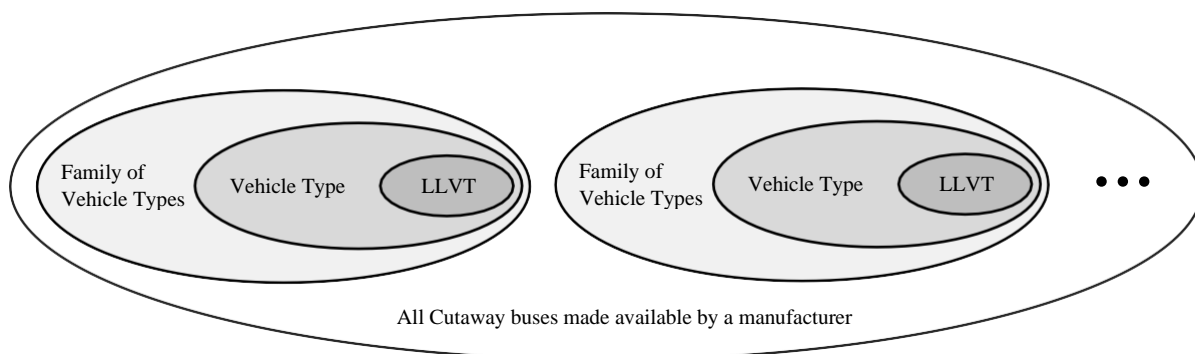 Family of
Vehicle Types
Vehicle Type
LLVT
Family of
Vehicle Types
Vehicle Type
LLVT
•••
All Cutaway buses made available by a manufacturer